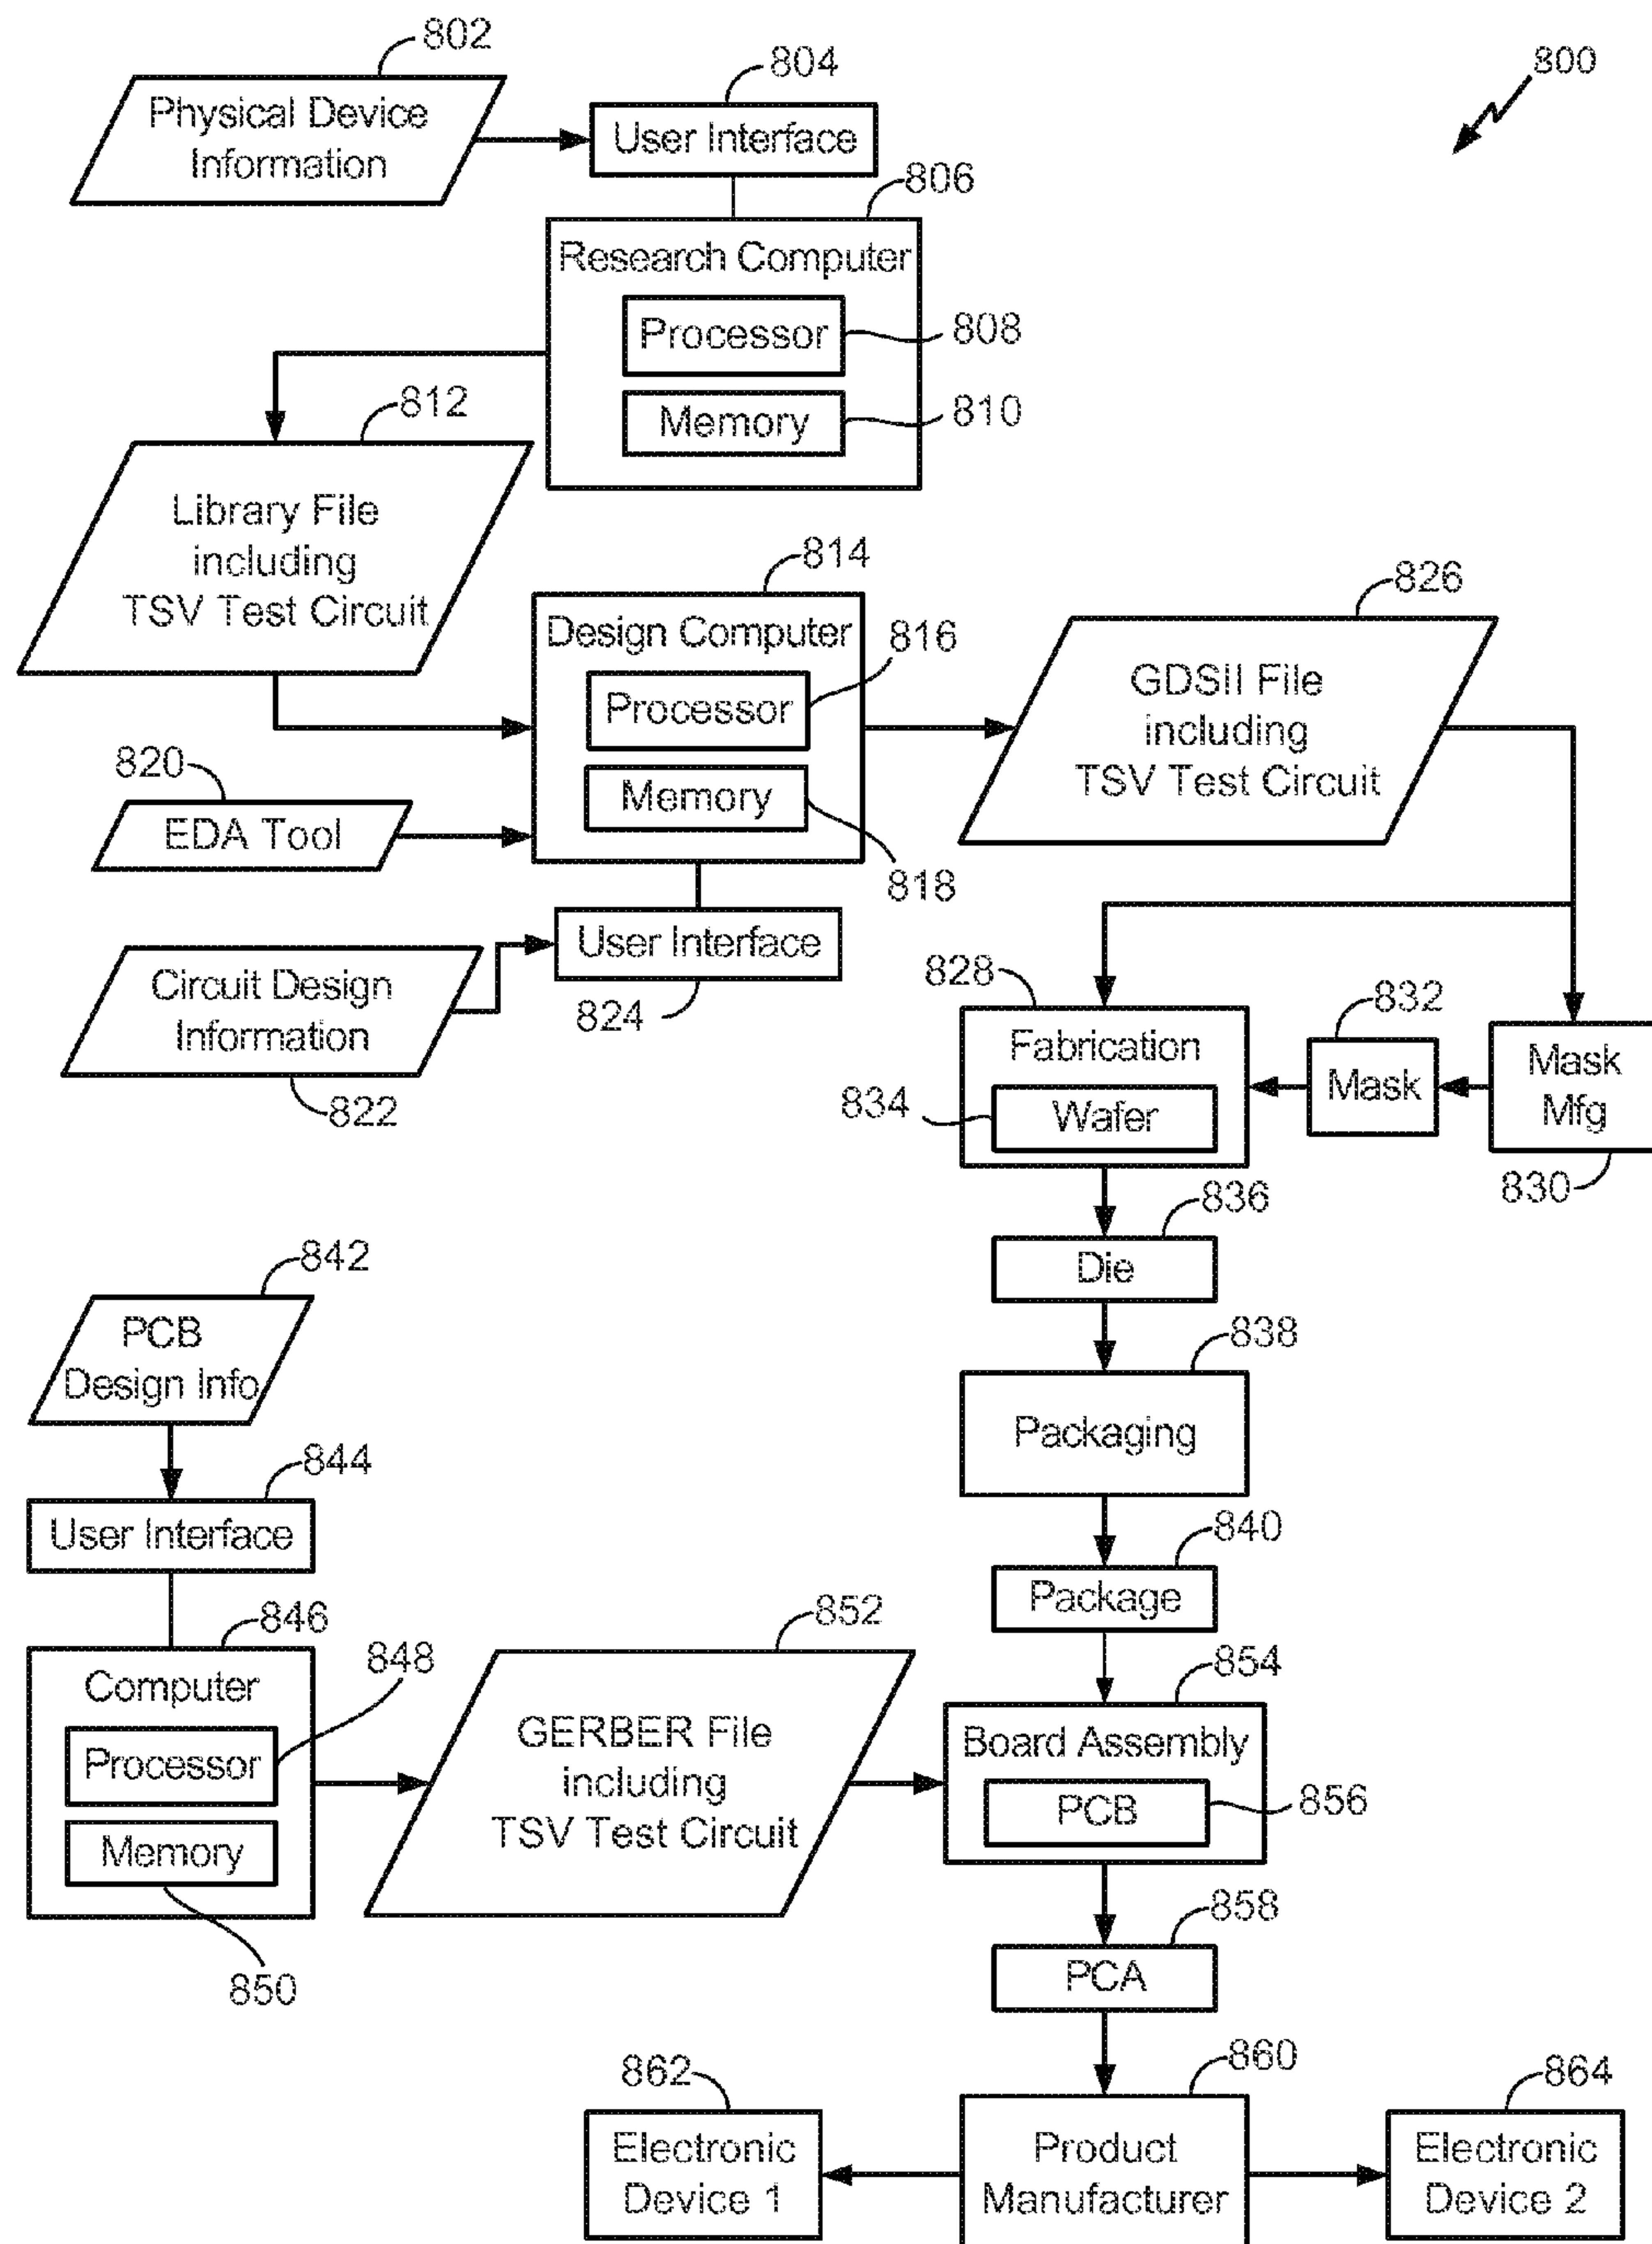 802
Physical Device
Information
804
User Interface
800
806
Research Computer
Processor
808
Memory
810
812
Library File
including
TSV Test Circuit
814
Design Computer
816
Processor
Memory
818
820
EDA Tool
826
GDSII File
including
TSV Test Circuit
User Interface
824
Circuit Design
Information
822
828
Fabrication
834
Wafer
832
Mask
Mask
Mfg
830
836
Die
838
Packaging
840
Package
842
PCB
Design Info
844
User Interface
846
Computer
848
Processor
Memory
850
852
GERBER File
including
TSV Test Circuit
854
Board Assembly
PCB
856
858
PCA
860
Product
Manufacturer
862
Electronic
Device 1
864
Electronic
Device 2